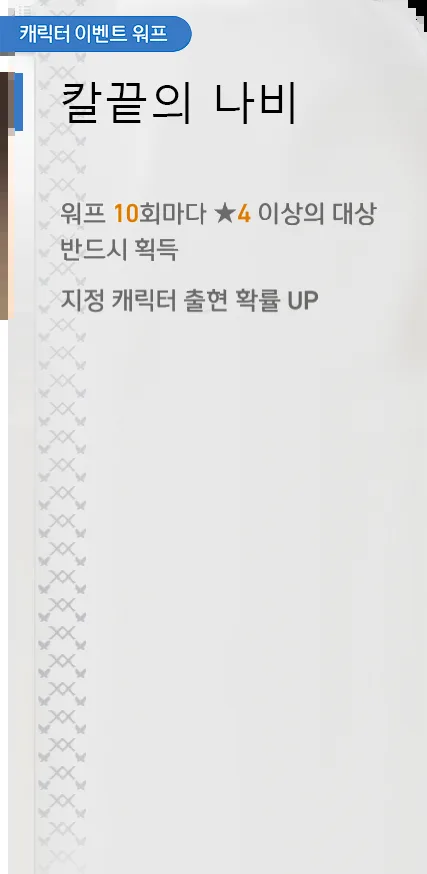 캐릭터 이벤트 워프
칼끝의 나비
워프 10회마다 ★4 이상의 대상
반드시 획득
지정 캐릭터 출현 확률 UP